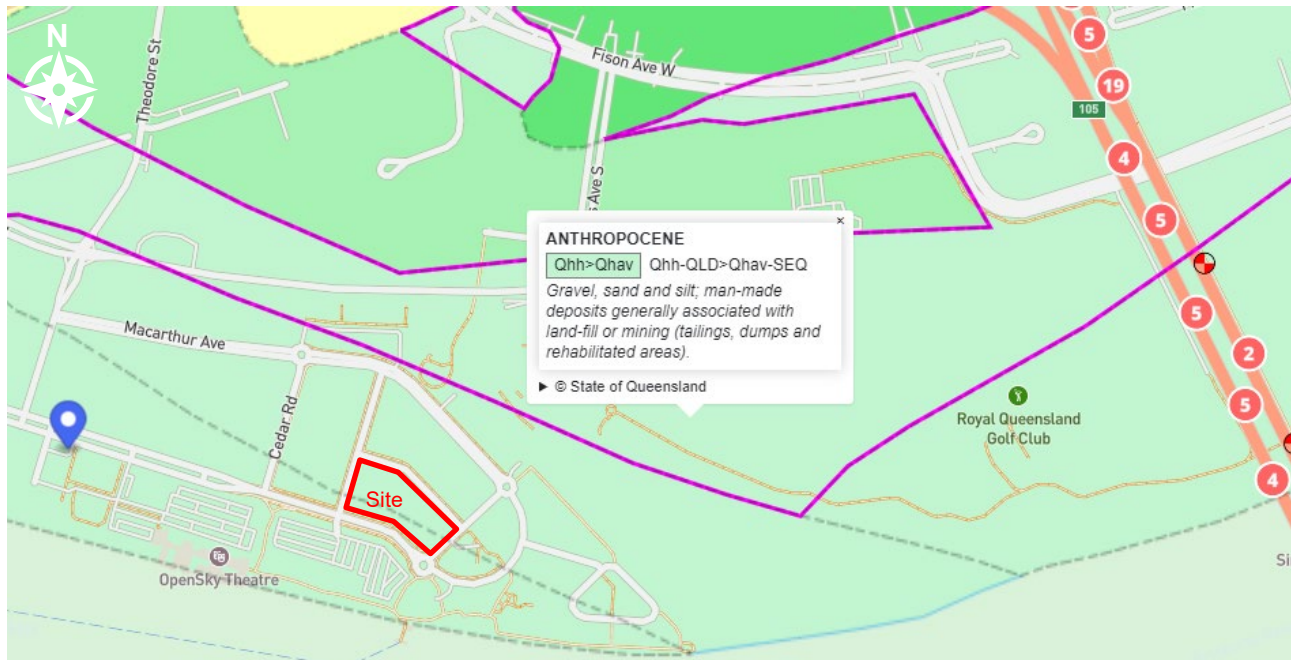 N
Theodore St
Fison Ave W
5
19
105
4
s Ave S
5
×
ANTHROPOCENE
Qhh>Qhav Qhh-QLD>Qhav-SEQ
Gravel, sand and silt; man-made
deposits generally associated with
land-fill or mining (tailings, dumps and
rehabilitated areas).
► © State of Queensland
Macarthur Ave
5
2
Cedar Rd
5
Royal Queensland
Golf Club
4
Site
OpenSky Theatre
Si